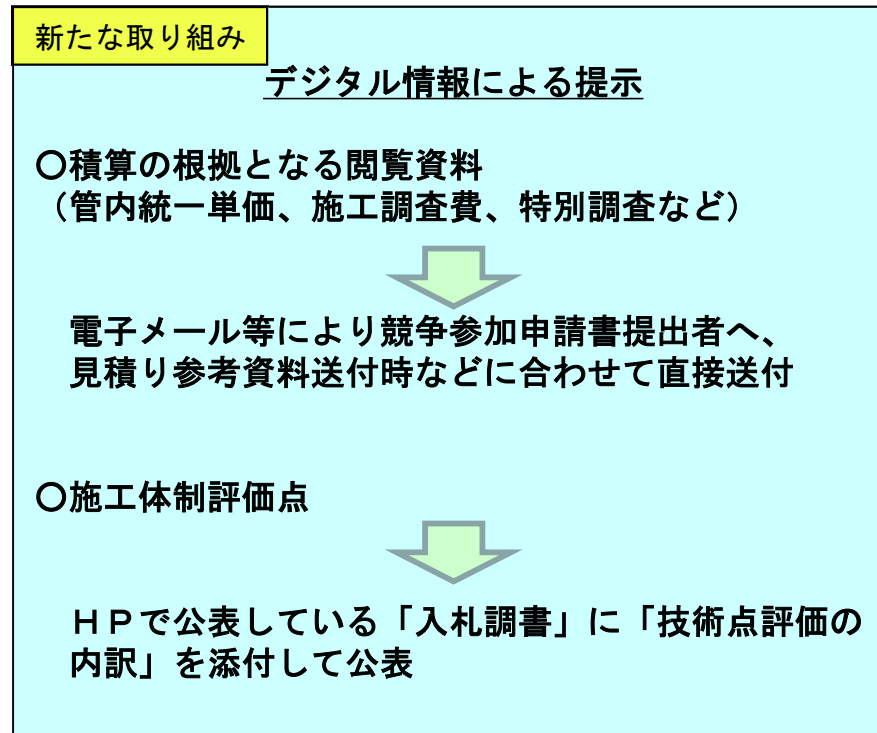 新たな取り組み
デジタル情報による提示
〇積算の根拠となる閲覧資料
（管内統一単価、施工調査費、特別調査など）
電子メール等により競争参加申請書提出者へ、
見積り参考資料送付時などに合わせて直接送付
〇施工体制評価点
ＨＰで公表している「入札調書」に「技術点評価の
内訳」を添付して公表